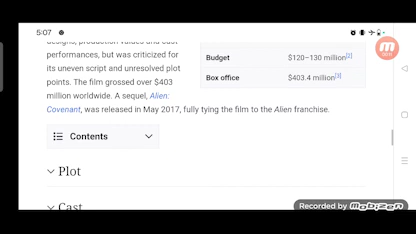 5:07
designs, production values and cast
performances, but was criticized for
its uneven script and unresolved plot
points. The film grossed over $403
million worldwide. A sequel, Alien:
Covenant, was released in May 2017, fully tying the film to the Alien franchise.
Budget $120–130 million[2]
Box office $403.4 million[3]
Contents
Plot
Cast
Recorded by Mobizen